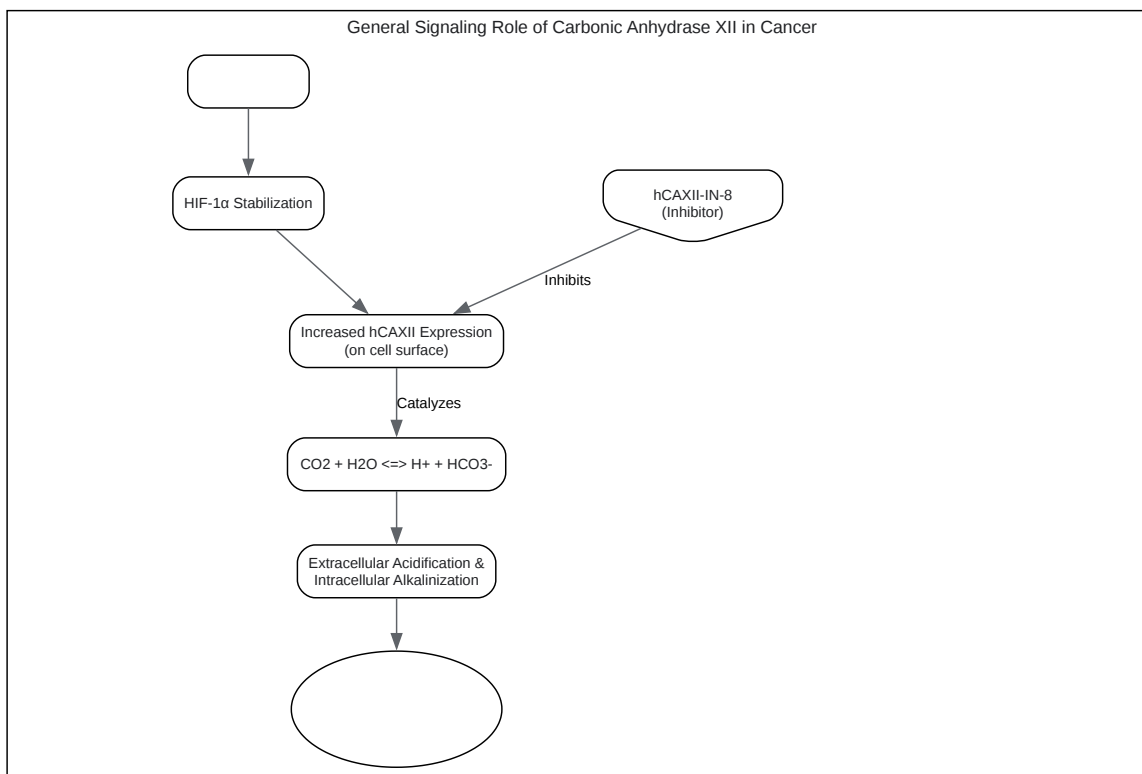 General Signaling Role of Carbonic Anhydrase XII in Cancer
HIF-1α Stabilization
hCAXII-IN-8
(Inhibitor)
Inhibits
Increased hCAXII Expression
(on cell surface)
Catalyzes
CO2 + H2O <=> H+ + HCO3-
Extracellular Acidification &
Intracellular Alkalinization